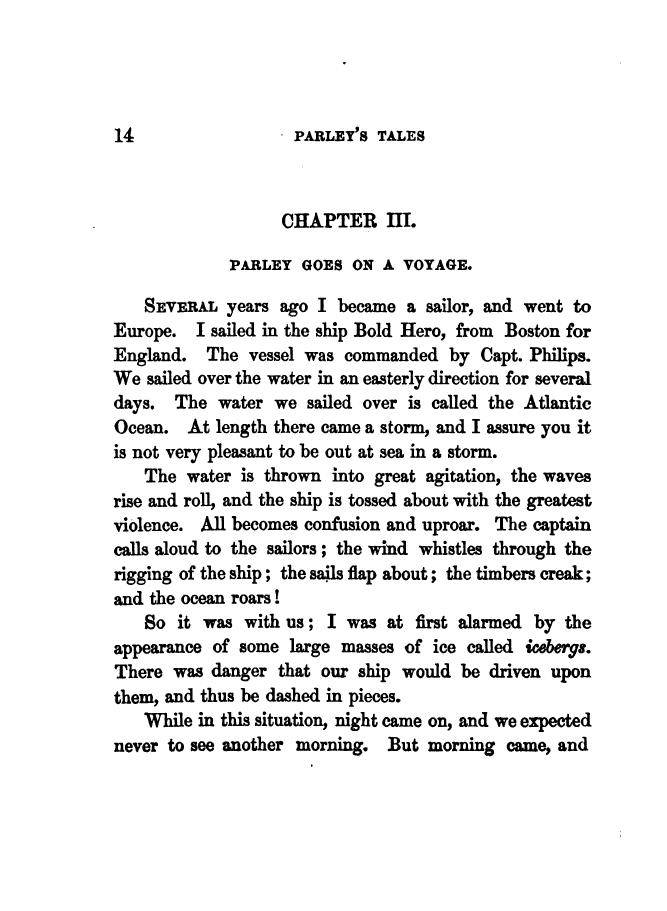 14 PARLEY'S TALES
CHAPTER III.
PARLEY GOES ON A VOYAGE.
SEVERAL years ago I became a sailor, and went to
Europe. I sailed in the ship Bold Hero, from Boston for
England. The vessel was commanded by Capt. Philips.
We sailed over the water in an easterly direction for several
days. The water we sailed over is called the Atlantic
Ocean. At length there came a storm, and I assure you it
is not very pleasant to be out at sea in a storm.
The water is thrown into great agitation, the waves
rise and roll, and the ship is tossed about with the greatest
violence. All becomes confusion and uproar. The captain
calls aloud to the sailors; the wind whistles through the
rigging of the ship; the sails flap about; the timbers creak;
and the ocean roars!
So it was with us; I was at first alarmed by the
appearance of some large masses of ice called icebergs.
There was danger that our ship would be driven upon
them, and thus be dashed in pieces.
While in this situation, night came on, and we expected
never to see another morning. But morning came, and